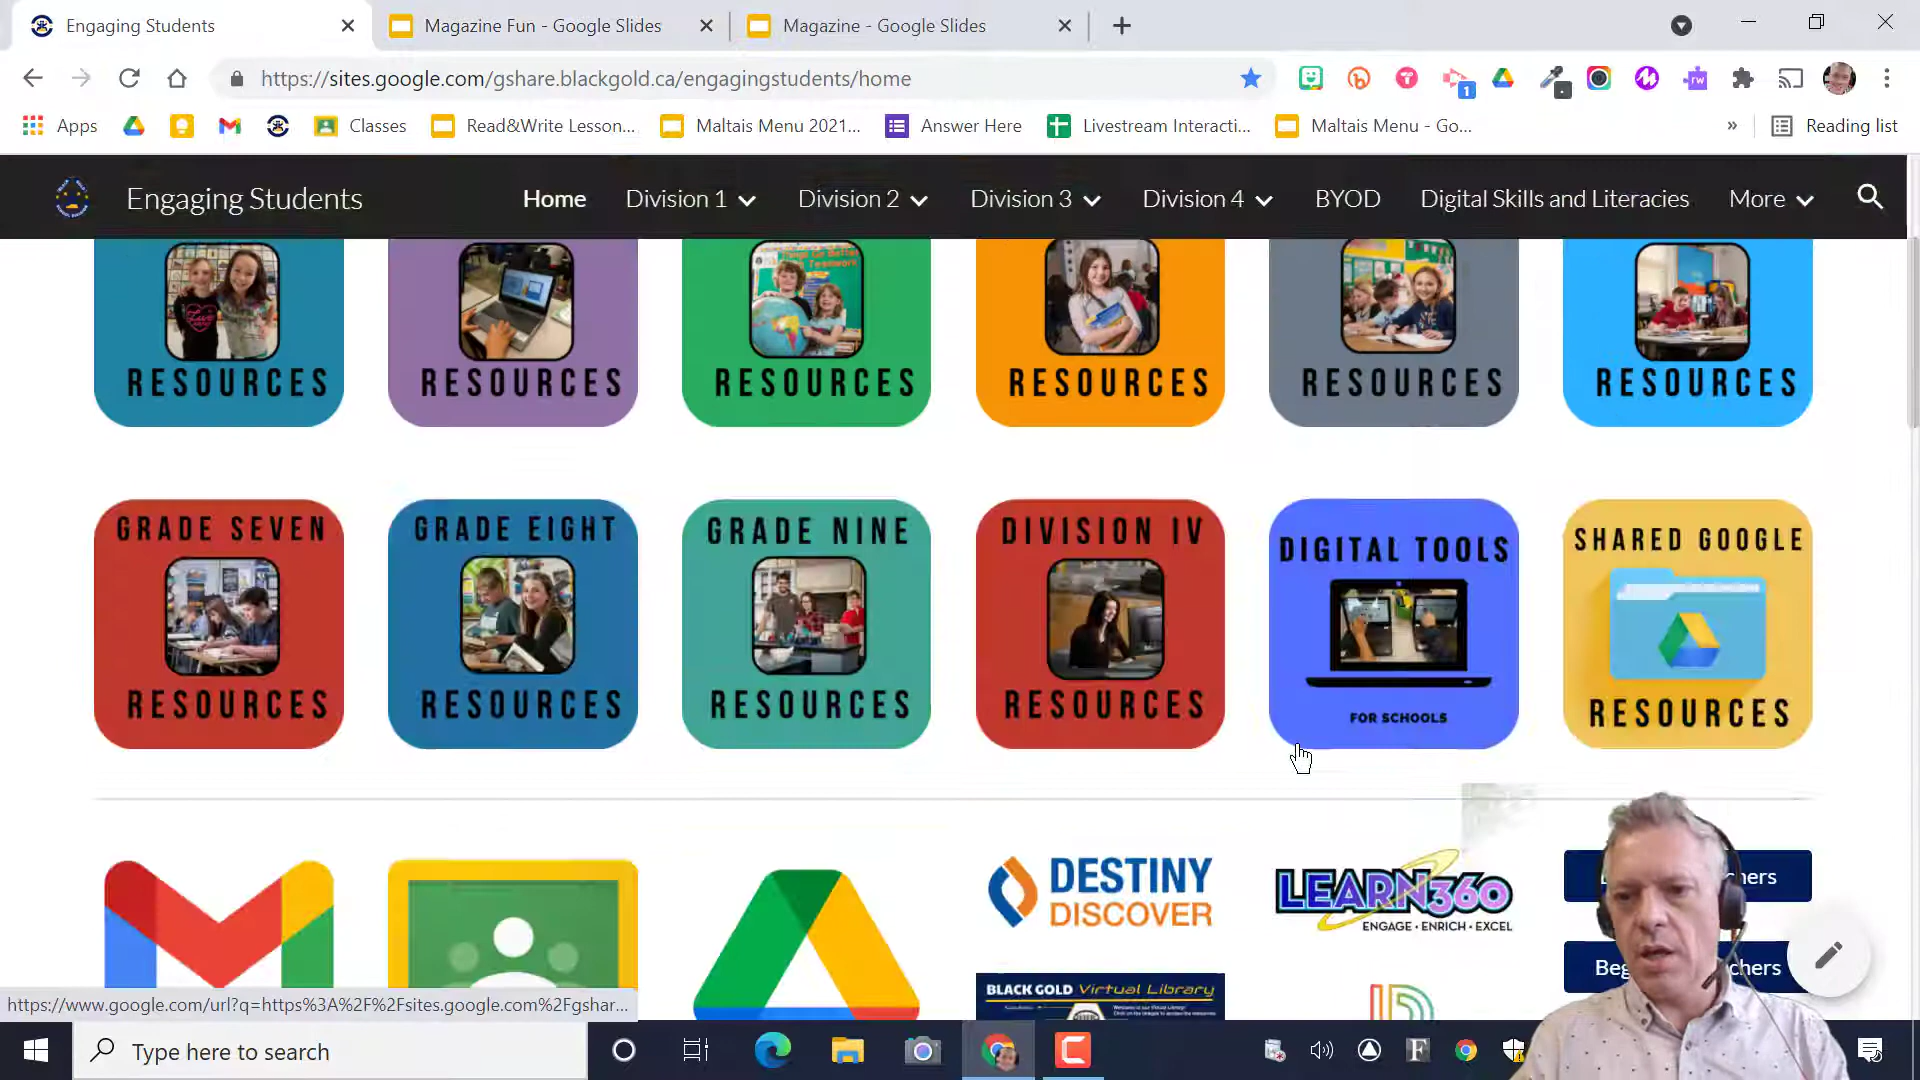 Engaging Students
Magazine Fun - Google Slides
Magazine - Google Slides
https://sites.google.com/gshare.blackgold.ca/engagingstudents/home
1
rw
Apps
Classes
Read&Write Lesson...
Maltais Menu 2021...
Answer Here
Livestream Interacti...
Maltais Menu - Go...
»
Reading list
Engaging Students
Home
Division 1
Division 2
Division 3
Division 4
BYOD
Digital Skills and Literacies
More
RESOURCES
RESOURCES
RESOURCES
RESOURCES
RESOURCES
RESOURCES
GRADE SEVEN
RESOURCES
GRADE EIGHT
RESOURCES
GRADE NINE
RESOURCES
DIVISION IV
RESOURCES
DIGITAL TOOLS
FOR SCHOOLS
SHARED GOOGLE
RESOURCES
DESTINY
DISCOVER
LEARN360
ENGAGE · ENRICH · EXCEL
BLACK GOLD Virtual Library
https://www.google.com/url?q=https%3A%2F%2Fsites.google.com%2Fgshar...
Type here to search